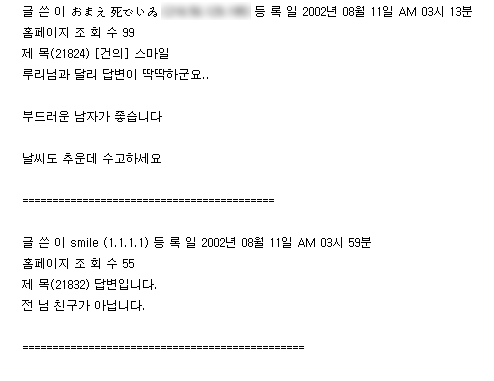 글 쓴 이 おまえ 死でいゐ 등 록 일 2002년 08월 11일 AM 03시 13분
홈페이지 조 회 수 99
제 목(21824) [건의] 스마일
루리님과 달리 답변이 딱딱하군요..
부드러운 남자가 좋습니다
날씨도 추운데 수고하세요
==========================================
글 쓴 이 smile (1.1.1.1) 등 록 일 2002년 08월 11일 AM 03시 59분
홈페이지 조 회 수 55
제 목(21832) 답변입니다.
전 님 친구가 아닙니다.
===============================================